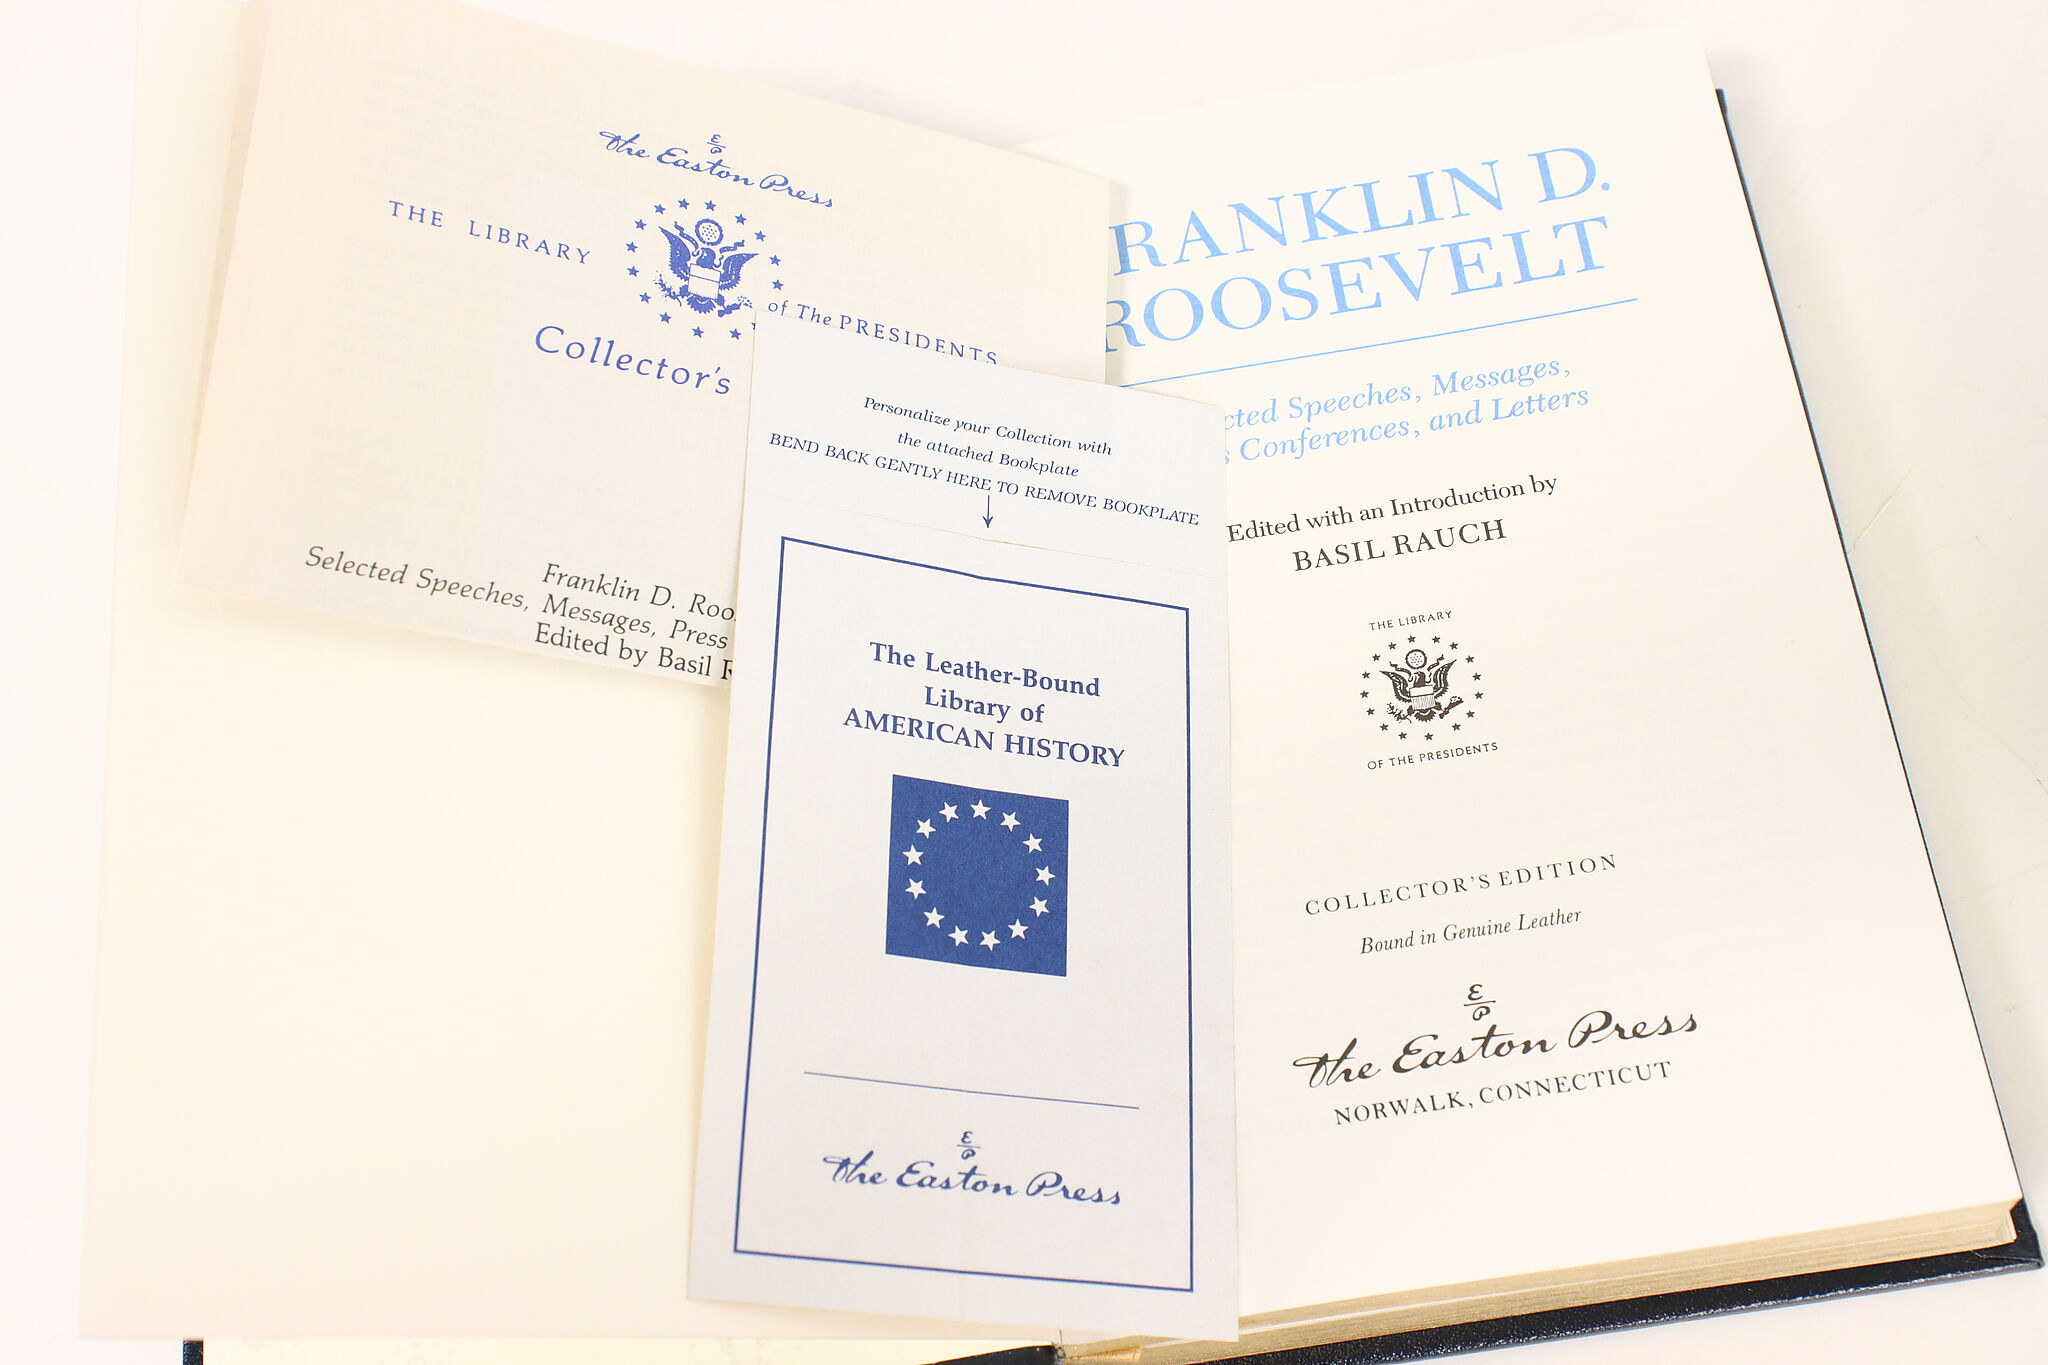 The Easton Press
THE LIBRARY of The PRESIDENTS
Collector's
Franklin D. Roo
Selected Speeches, Messages, Press
Edited by Basil
Personalize your Collection with
the attached Bookplate
BEND BACK GENTLY HERE TO REMOVE BOOKPLATE
The Leather-Bound
Library of
AMERICAN HISTORY
E
P
The Easton Press
RANKLIN D.
ROOSEVELT
cted Speeches, Messages,
s Conferences, and Letters
Edited with an Introduction by
BASIL RAUCH
THE LIBRARY
OF THE PRESIDENTS
COLLECTOR'S EDITION
Bound in Genuine Leather
E
P
The Easton Press
NORWALK, CONNECTICUT